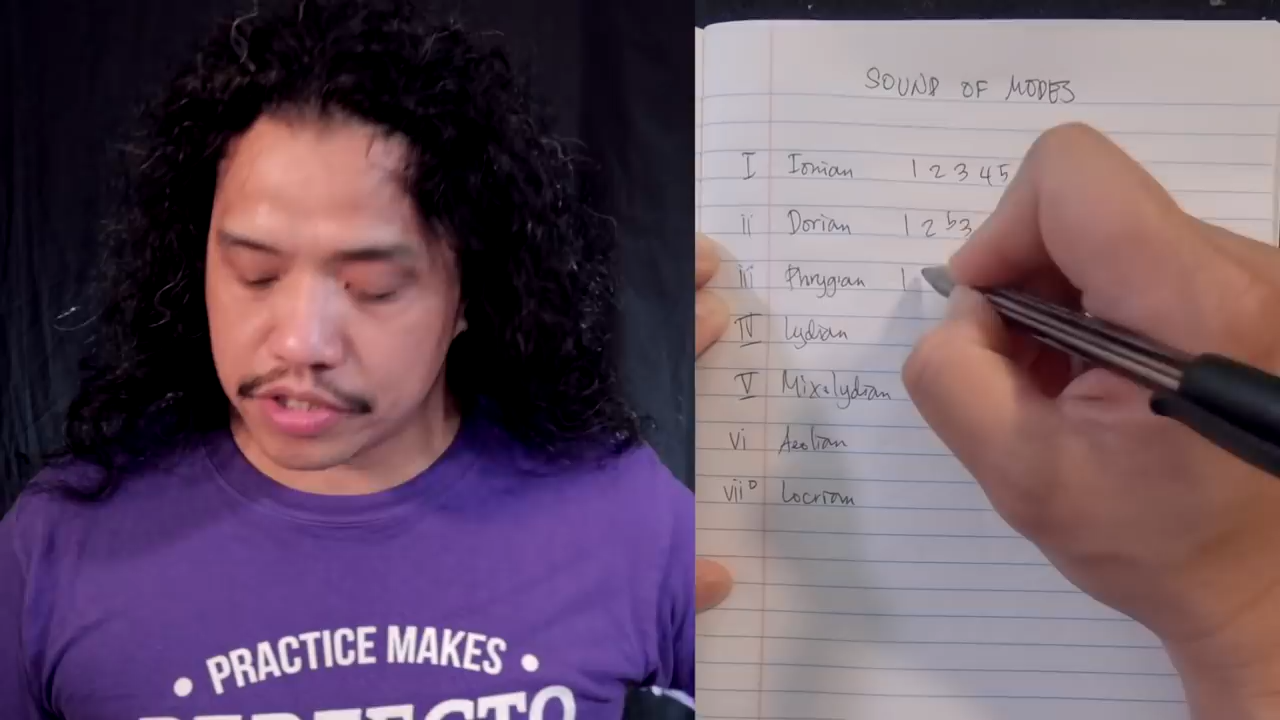 SOUND OF MODES
I Ionian 1 2 3 4 5
ii Dorian 1 2 b3
iii Phrygian 1
IV Lydian
V Mixolydian
vi Aeolian
vii° Locrian
• PRACTICE MAKES •